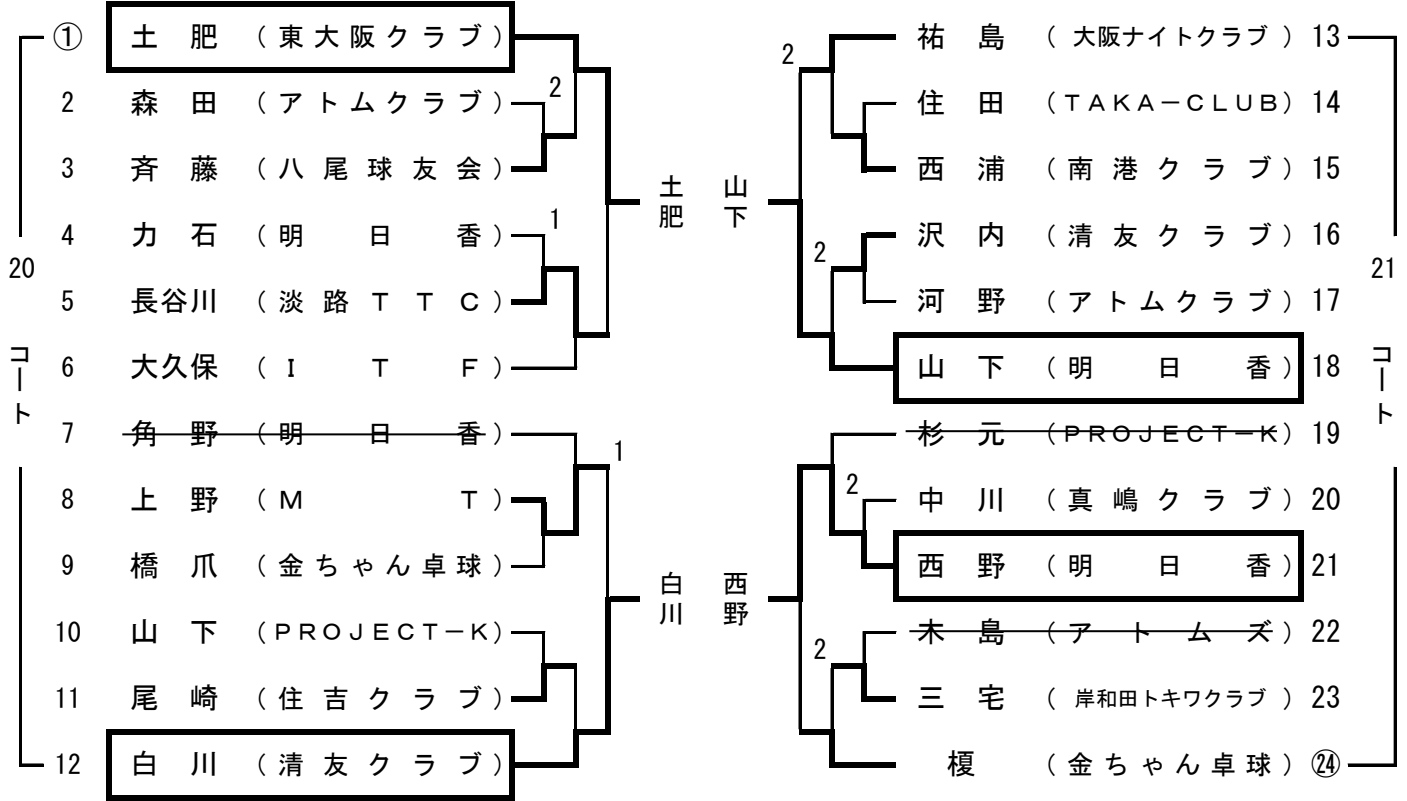 ① 土肥 (東大阪クラブ)
2 森田 (アトムクラブ)
3 斉藤 (八尾球友会)
4 力石 (明日香)
5 長谷川 (淡路TTC)
6 大久保 (ITF)
7 角野 (明日香)
8 上野 (MT)
9 橋爪 (金ちゃん卓球)
10 山下 (PROJECT-K)
11 尾崎 (住吉クラブ)
12 白川 (清友クラブ)
20コート
2
1
1
土肥
白川
山下
西野
2
2
2
2
祐島 (大阪ナイトクラブ) 13
住田 (TAKA-CLUB) 14
西浦 (南港クラブ) 15
沢内 (清友クラブ) 16
河野 (アトムクラブ) 17
山下 (明日香) 18
杉元 (PROJECT-K) 19
中川 (真嶋クラブ) 20
西野 (明日香) 21
木島 (アトムズ) 22
三宅 (岸和田トキワクラブ) 23
榎 (金ちゃん卓球) ㉔
21コート